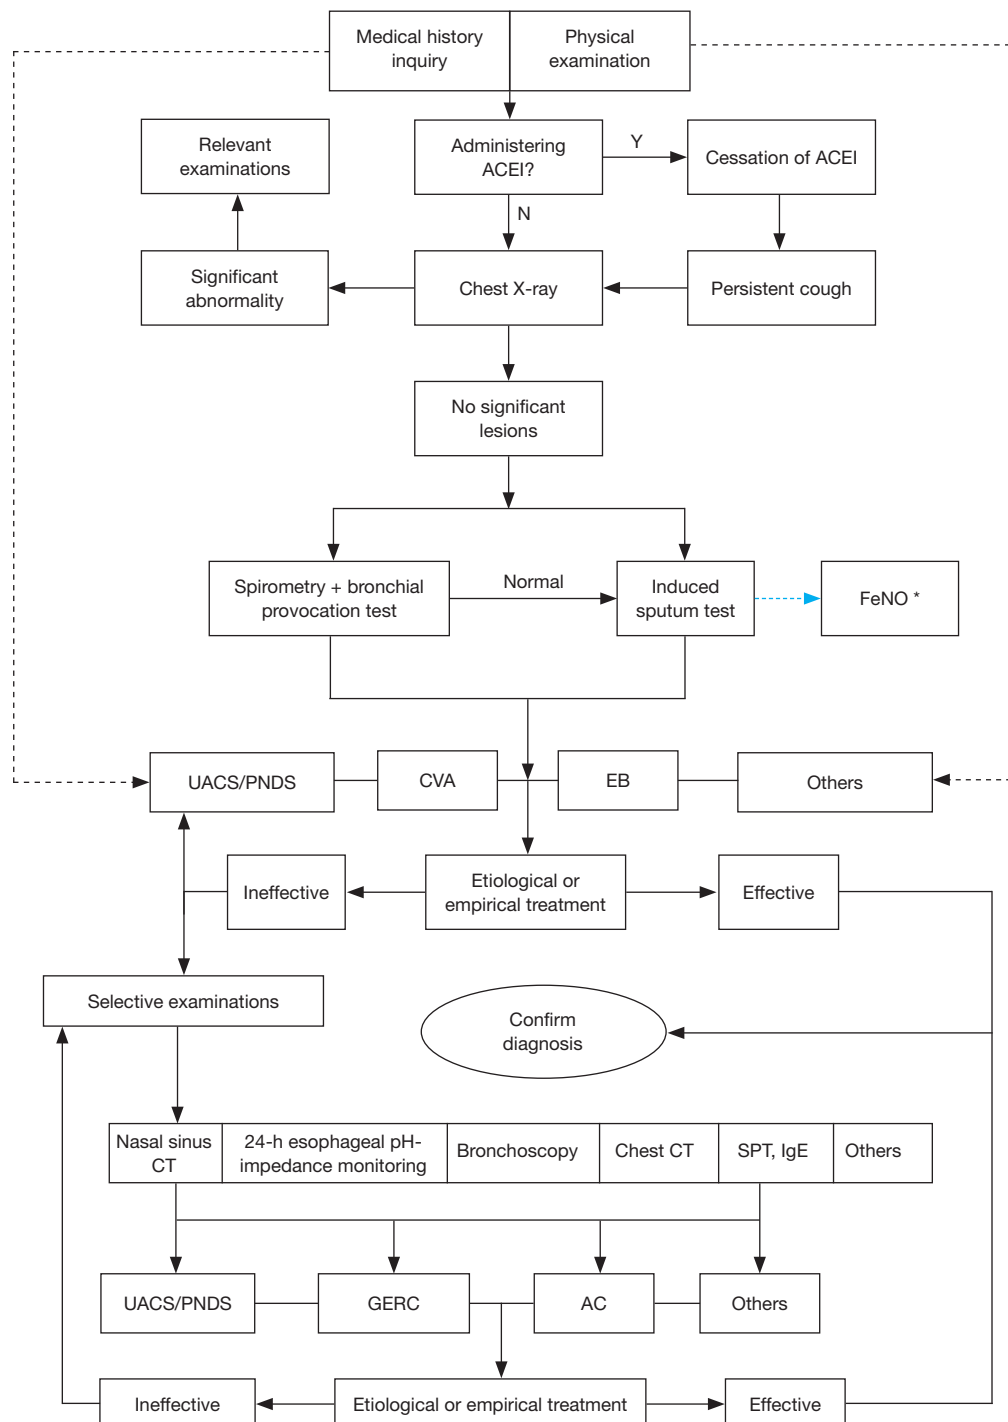 Medical history
inquiry
Physical
examination
Relevant
examinations
Administering
ACEI?
Y
Cessation of ACEI
N
Significant
abnormality
Chest X-ray
Persistent cough
No significant
lesions
Spirometry + bronchial
provocation test
Normal
Induced
sputum test
FeNO *
UACS/PNDS
CVA
EB
Others
Ineffective
Etiological or
empirical treatment
Effective
Selective examinations
Confirm
diagnosis
Nasal sinus
CT
24-h esophageal pH-
impedance monitoring
Bronchoscopy
Chest CT
SPT, IgE
Others
UACS/PNDS
GERC
AC
Others
Ineffective
Etiological or empirical treatment
Effective